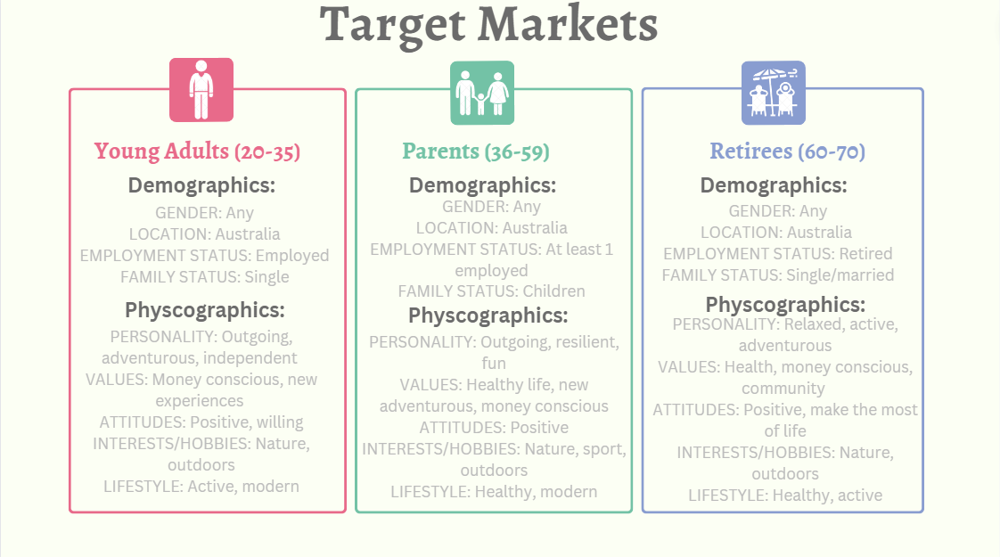 Target Markets
Young Adults (20-35)
Demographics:
GENDER: Any
LOCATION: Australia
EMPLOYMENT STATUS: Employed
FAMILY STATUS: Single
Physcographics:
PERSONALITY: Outgoing,
adventurous, independent
VALUES: Money conscious, new
experiences
ATTITUDES: Positive, willing
INTERESTS/HOBBIES: Nature,
outdoors
LIFESTYLE: Active, modern
Parents (36-59)
Demographics:
GENDER: Any
LOCATION: Australia
EMPLOYMENT STATUS: At least 1
employed
FAMILY STATUS: Children
Physcographics:
PERSONALITY: Outgoing, resilient,
fun
VALUES: Healthy life, new
adventurous, money conscious
ATTITUDES: Positive
INTERESTS/HOBBIES: Nature, sport,
outdoors
LIFESTYLE: Healthy, modern
Retirees (60-70)
Demographics:
GENDER: Any
LOCATION: Australia
EMPLOYMENT STATUS: Retired
FAMILY STATUS: Single/married
Physcographics:
PERSONALITY: Relaxed, active,
adventurous
VALUES: Health, money conscious,
community
ATTITUDES: Positive, make the most
of life
INTERESTS/HOBBIES: Nature,
outdoors
LIFESTYLE: Healthy, active